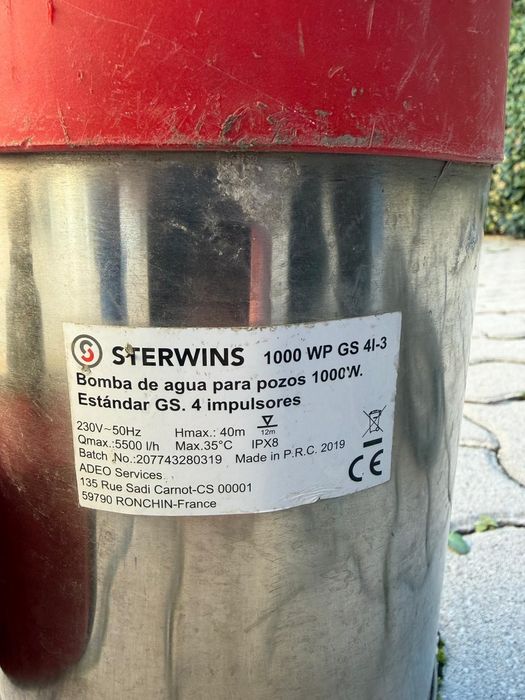 STERWINS 1000 WP GS 4I-3
Bomba de agua para pozos 1000W.
Estándar GS. 4 impulsores
230V~50Hz Hmax.: 40m 12m
Qmax.:5500 l/h Max.35°C IPX8
Batch .No.:207743280319 Made in P.R.C. 2019
ADEO Services
135 Rue Sadi Carnot-CS 00001
59790 RONCHIN-France
CE